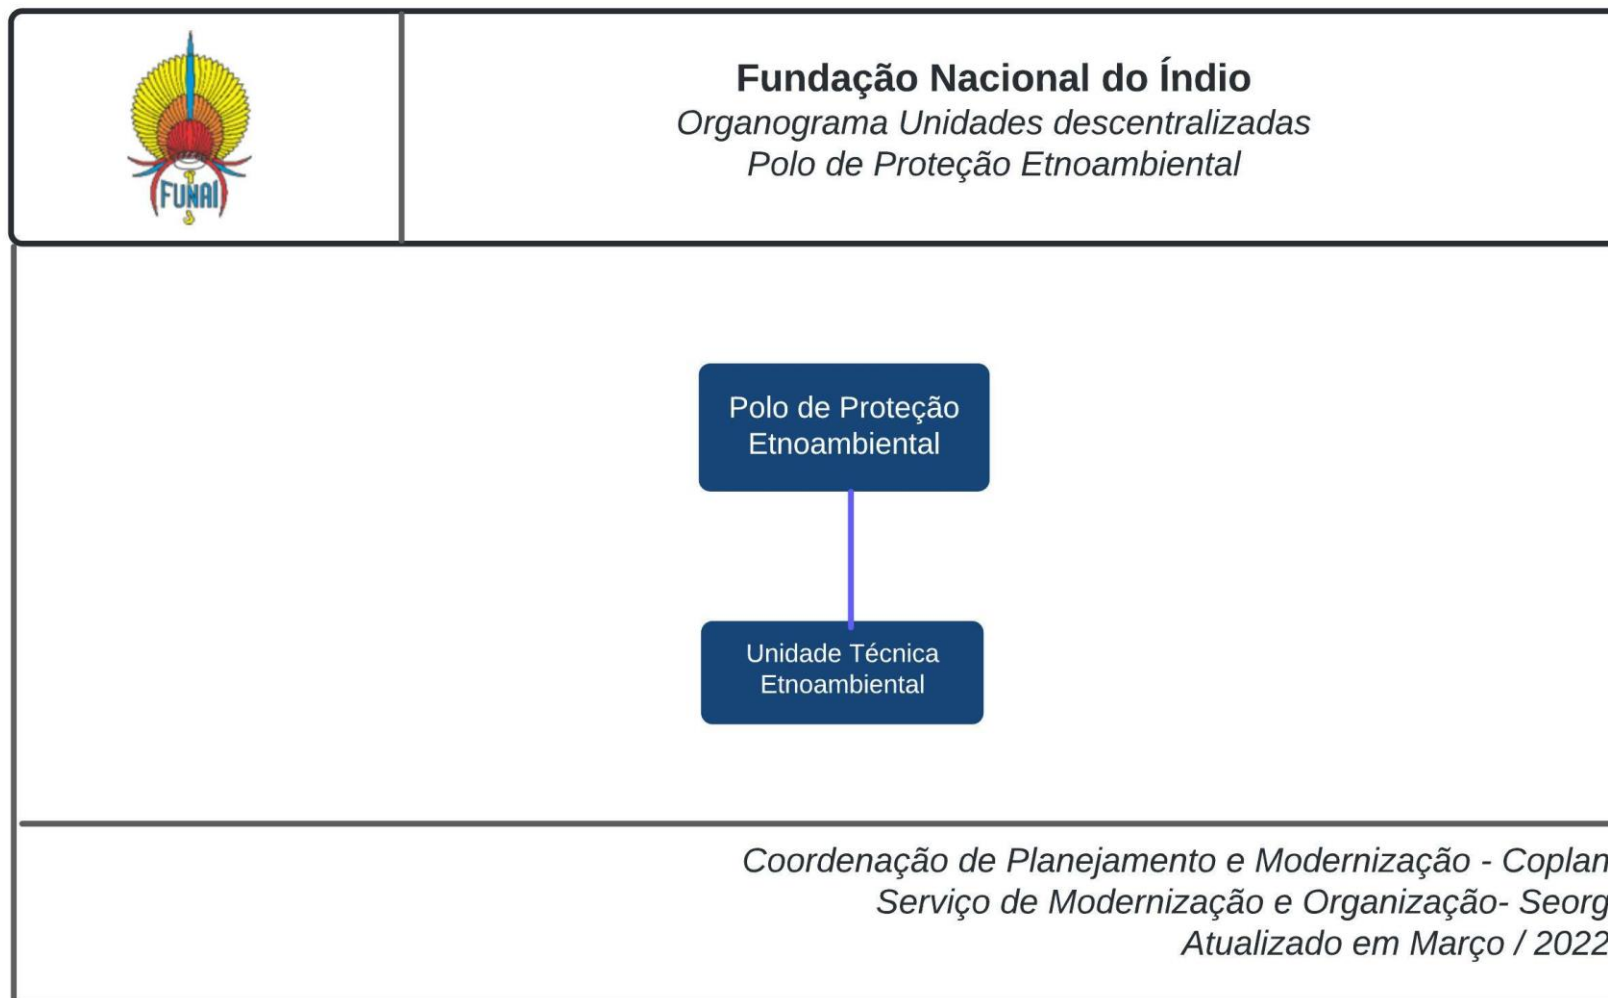 FUNAI
Fundação Nacional do Índio
Organograma Unidades descentralizadas
Polo de Proteção Etnoambiental
Polo de Proteção
Etnoambiental
Unidade Técnica
Etnoambiental
Coordenação de Planejamento e Modernização - Coplan
Serviço de Modernização e Organização- Seorg
Atualizado em Março / 2022